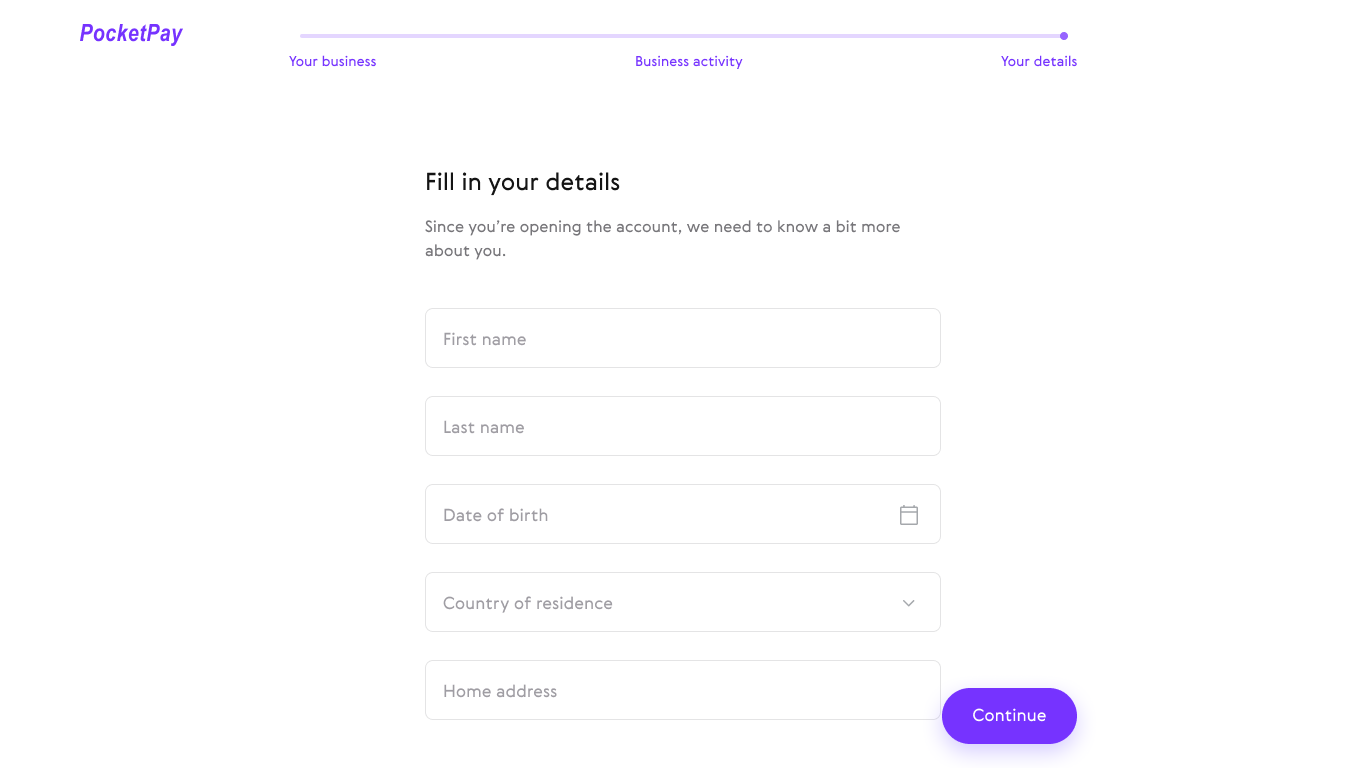 PocketPay
Your business
Business activity
Your details
Fill in your details
Since you're opening the account, we need to know a bit more
about you.
First name
Last name
Date of birth
Country of residence
Home address
Continue